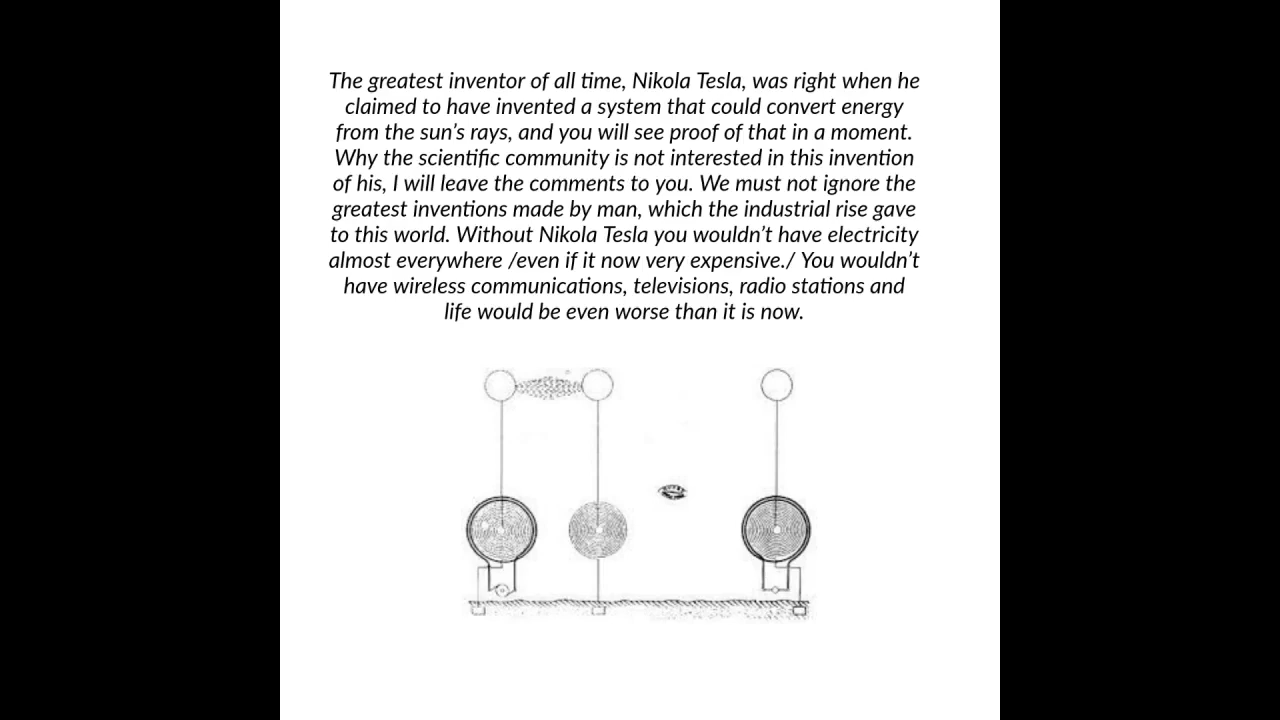 The greatest inventor of all time, Nikola Tesla, was right when he
claimed to have invented a system that could convert energy
from the sun's rays, and you will see proof of that in a moment.
Why the scientific community is not interested in this invention
of his, I will leave the comments to you. We must not ignore the
greatest inventions made by man, which the industrial rise gave
to this world. Without Nikola Tesla you wouldn't have electricity
almost everywhere /even if it now very expensive./ You wouldn't
have wireless communications, televisions, radio stations and
life would be even worse than it is now.